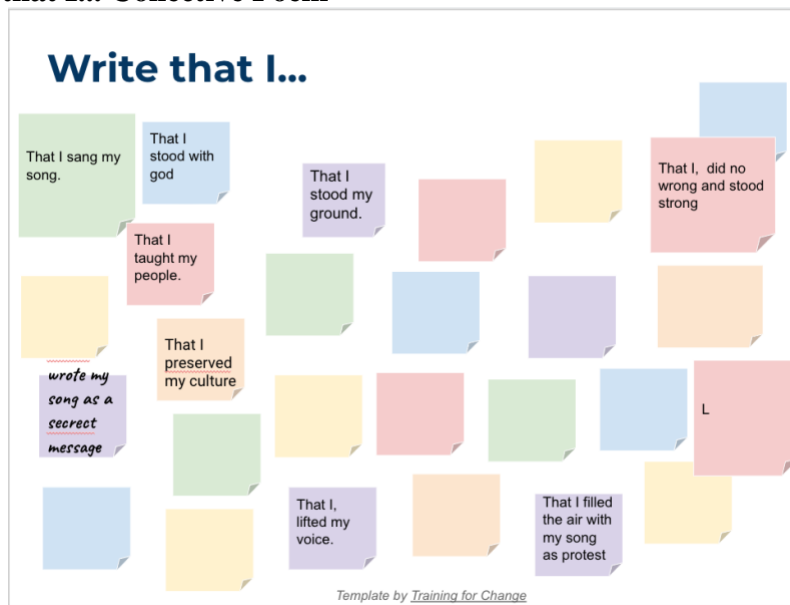 Write that I...
That I sang my
song.
That I
stood with
god
That I
stood my
ground.
That I, did no
wrong and stood
strong
That I
taught my
people.
That I
preserved
my culture
wrote my
song as a
secrect
message
L
That I,
lifted my
voice.
That I filled
the air with
my song
as protest
Template by Training for Change